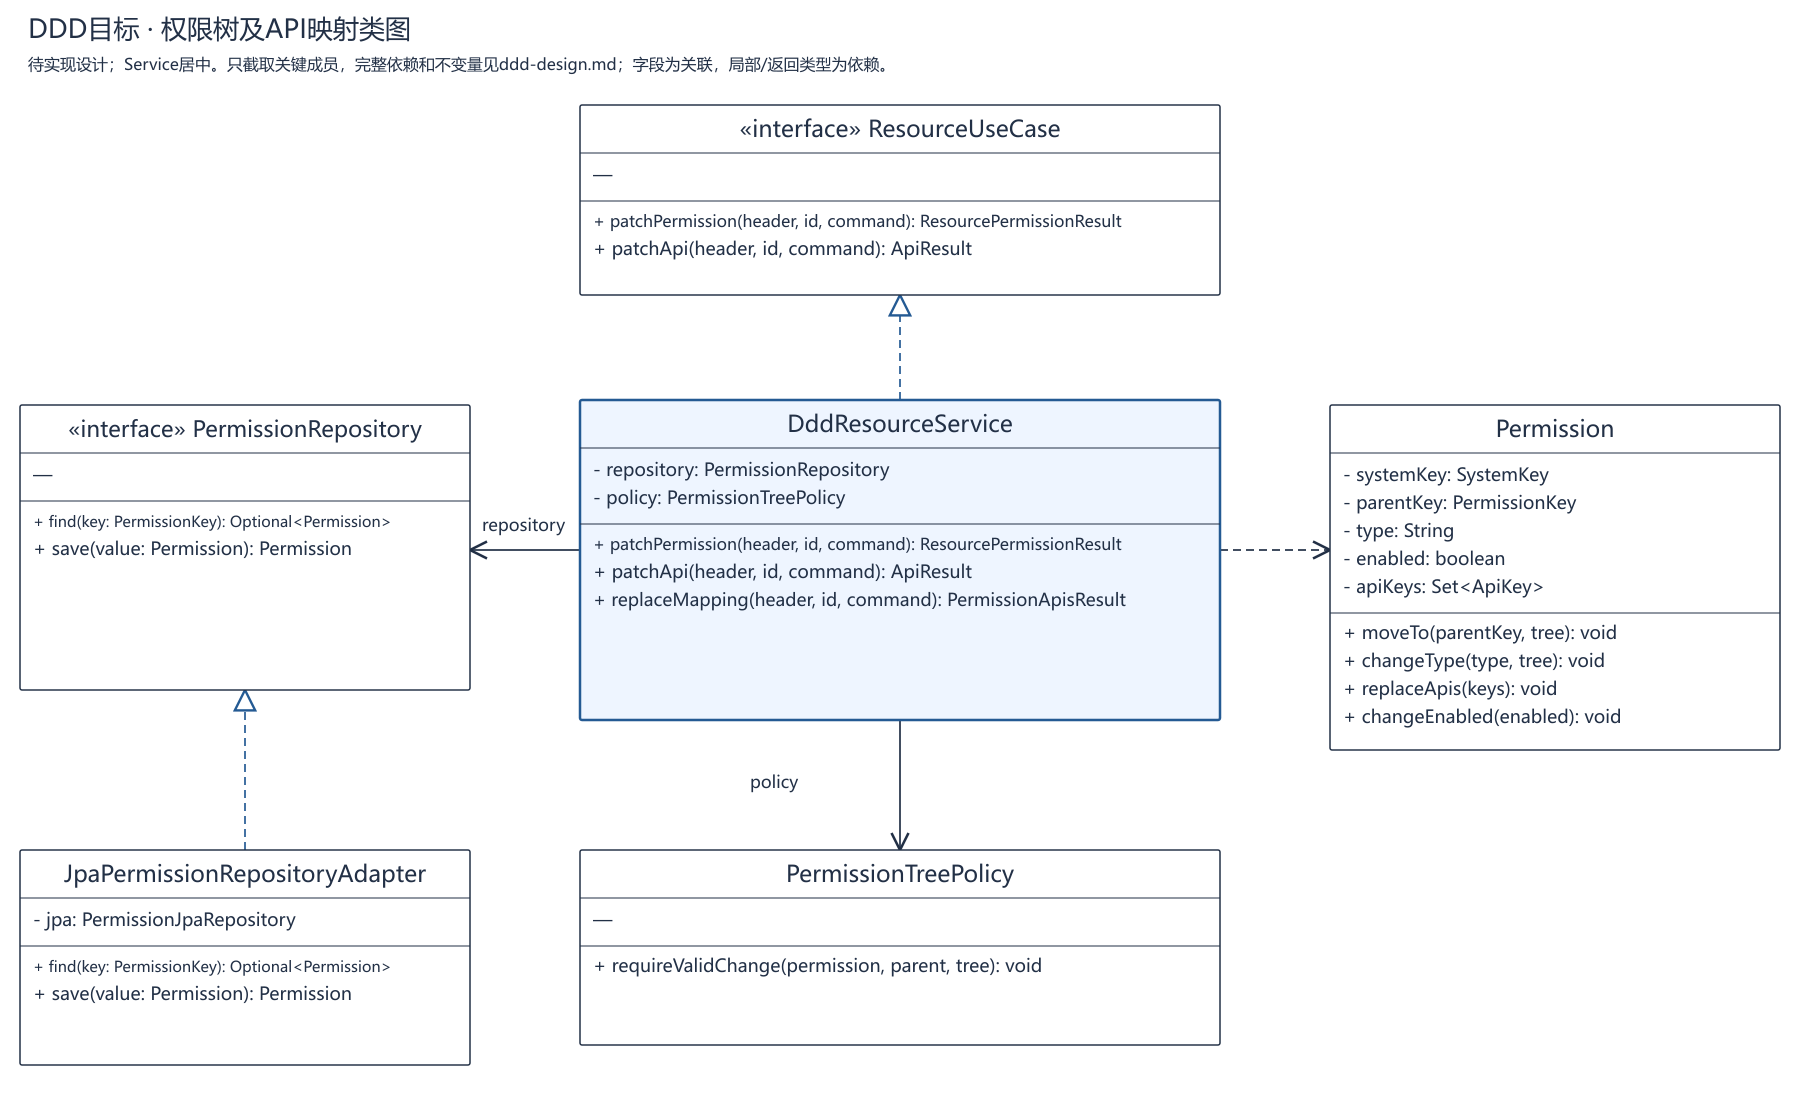 DDD目标 · 权限树及API映射类图
待实现设计；Service居中。只截取关键成员，完整依赖和不变量见ddd-design.md；字段为关联，局部/返回类型为依赖。
«interface» ResourceUseCase
—
+ patchPermission(header, id, command): ResourcePermissionResult
+ patchApi(header, id, command): ApiResult
«interface» PermissionRepository
—
+ find(key: PermissionKey): Optional<Permission>
+ save(value: Permission): Permission
repository
DddResourceService
- repository: PermissionRepository
- policy: PermissionTreePolicy
+ patchPermission(header, id, command): ResourcePermissionResult
+ patchApi(header, id, command): ApiResult
+ replaceMapping(header, id, command): PermissionApisResult
Permission
- systemKey: SystemKey
- parentKey: PermissionKey
- type: String
- enabled: boolean
- apiKeys: Set<ApiKey>
+ moveTo(parentKey, tree): void
+ changeType(type, tree): void
+ replaceApis(keys): void
+ changeEnabled(enabled): void
policy
JpaPermissionRepositoryAdapter
- jpa: PermissionJpaRepository
+ find(key: PermissionKey): Optional<Permission>
+ save(value: Permission): Permission
PermissionTreePolicy
—
+ requireValidChange(permission, parent, tree): void